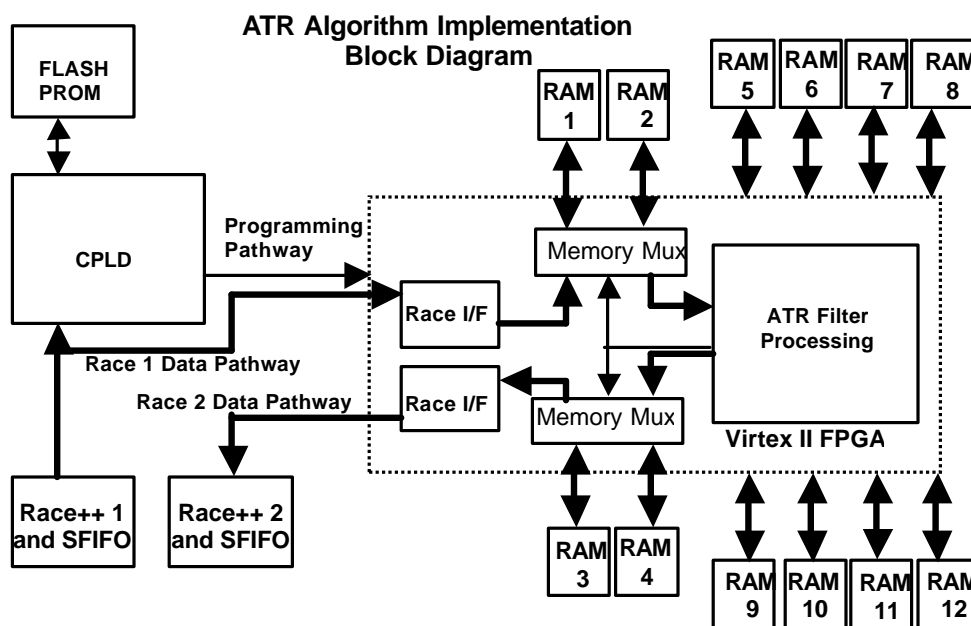 ATR Algorithm Implementation
Block Diagram
FLASH
PROM
RAM
1
RAM
2
RAM
5
RAM
6
RAM
7
RAM
8
CPLD
Programming
Pathway
Memory Mux
Race I/F
ATR Filter
Processing
Race 1 Data Pathway
Race I/F
Race 2 Data Pathway
Memory Mux
Virtex II FPGA
Race++ 1
and SFIFO
Race++ 2
and SFIFO
RAM
3
RAM
4
RAM
9
RAM
10
RAM
11
RAM
12